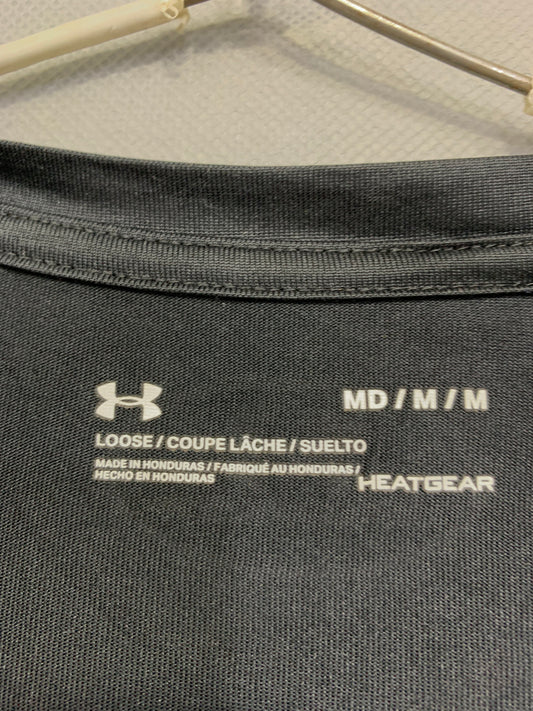 MD / M / M
LOOSE / COUPE LÂCHE / SUELTO
MADE IN HONDURAS / FABRIQUÉ AU HONDURAS /
HECHO EN HONDURAS
HEATGEAR